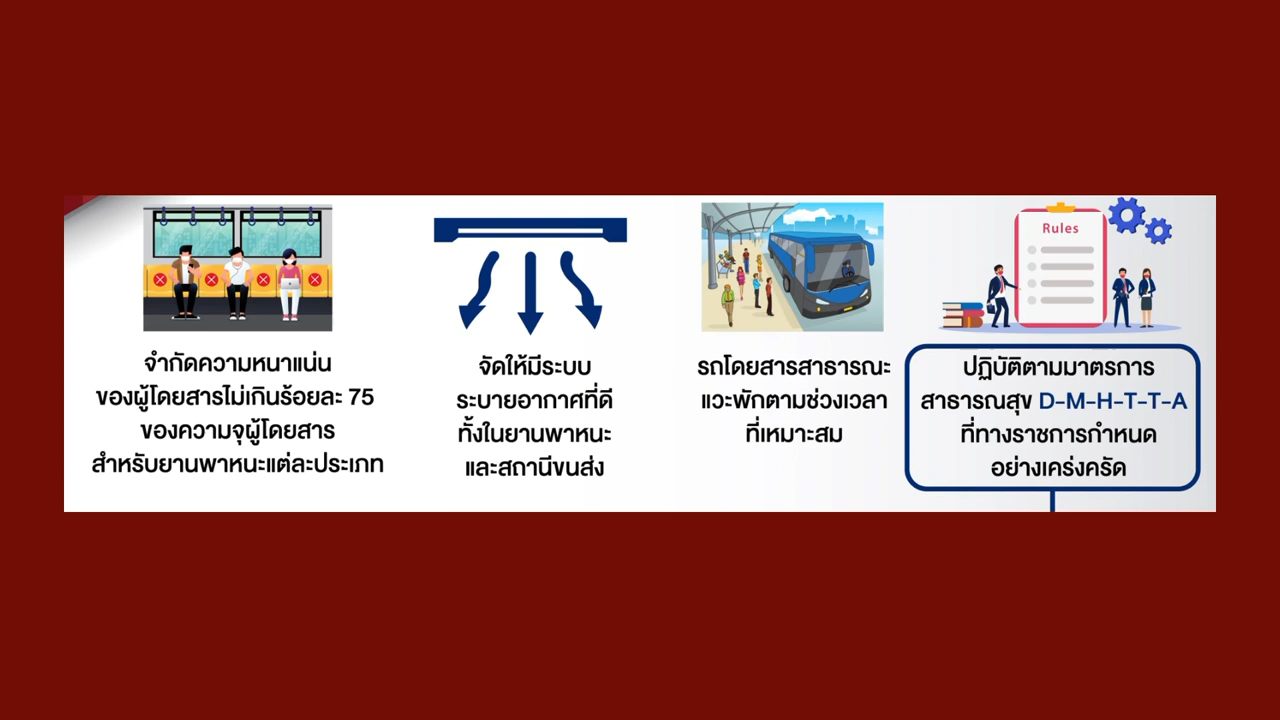 Rules
จำกัดความหนาแน่น
ของผู้โดยสารไม่เกินร้อยละ 75
ของความจุผู้โดยสาร
สำหรับยานพาหนะแต่ละประเภท
จัดให้มีระบบ
ระบายอากาศที่ดี
ทั้งในยานพาหนะ
และสถานีขนส่ง
รถโดยสารสาธารณะ
แวะพักตามช่วงเวลา
ที่เหมาะสม
ปฏิบัติตามมาตรการ
สาธารณสุข D-M-H-T-T-A
ที่ทางราชการกำหนด
อย่างเคร่งครัด